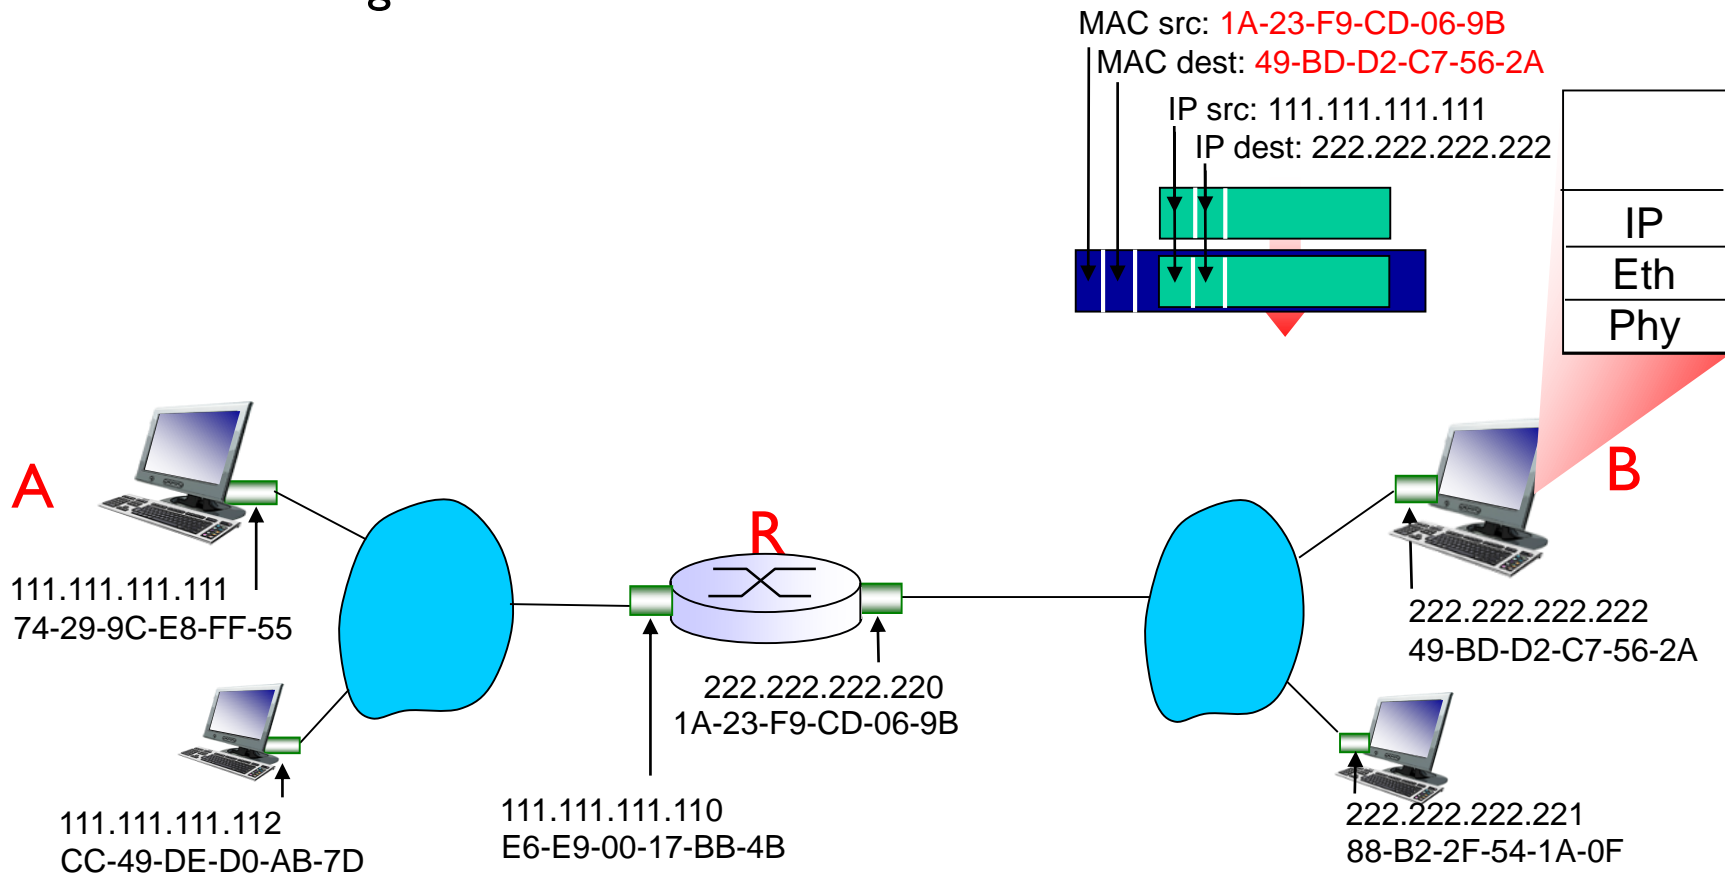 MAC src: 1A-23-F9-CD-06-9B
MAC dest: 49-BD-D2-C7-56-2A
IP src: 111.111.111.111
IP dest: 222.222.222.222
IP
Eth
Phy
A
B
R
111.111.111.111
74-29-9C-E8-FF-55
222.222.222.222
49-BD-D2-C7-56-2A
222.222.222.220
1A-23-F9-CD-06-9B
111.111.111.112
CC-49-DE-D0-AB-7D
111.111.111.110
E6-E9-00-17-BB-4B
222.222.222.221
88-B2-2F-54-1A-0F